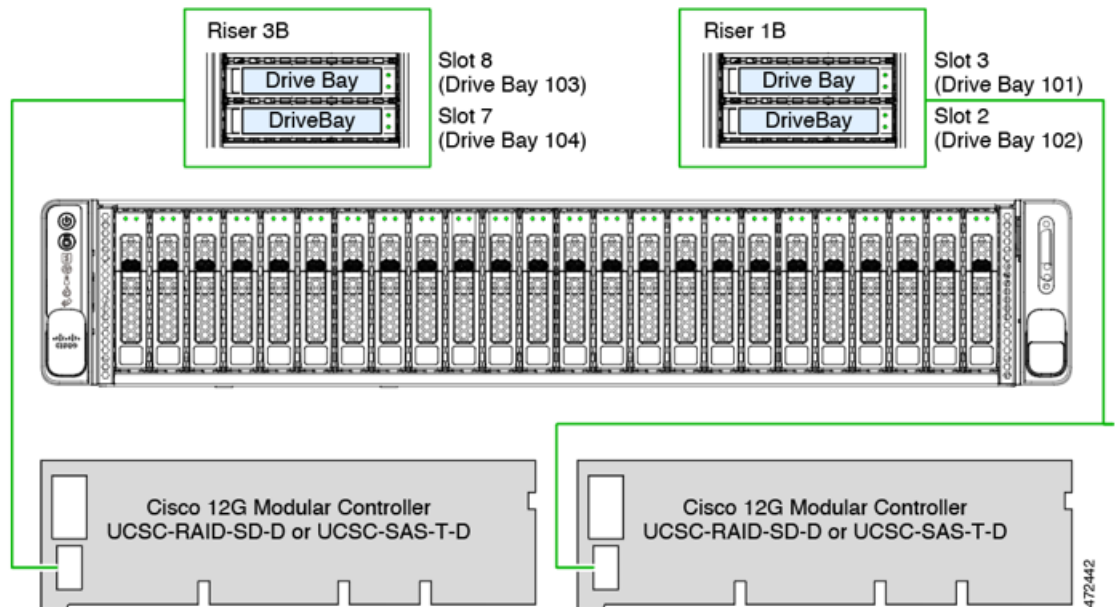 Riser 3B
Drive Bay
DriveBay
Slot 8
(Drive Bay 103)
Slot 7
(Drive Bay 104)
Riser 1B
Drive Bay
DriveBay
Slot 3
(Drive Bay 101)
Slot 2
(Drive Bay 102)
CISCO
Cisco 12G Modular Controller
UCSC-RAID-SD-D or UCSC-SAS-T-D
Cisco 12G Modular Controller
UCSC-RAID-SD-D or UCSC-SAS-T-D
472442